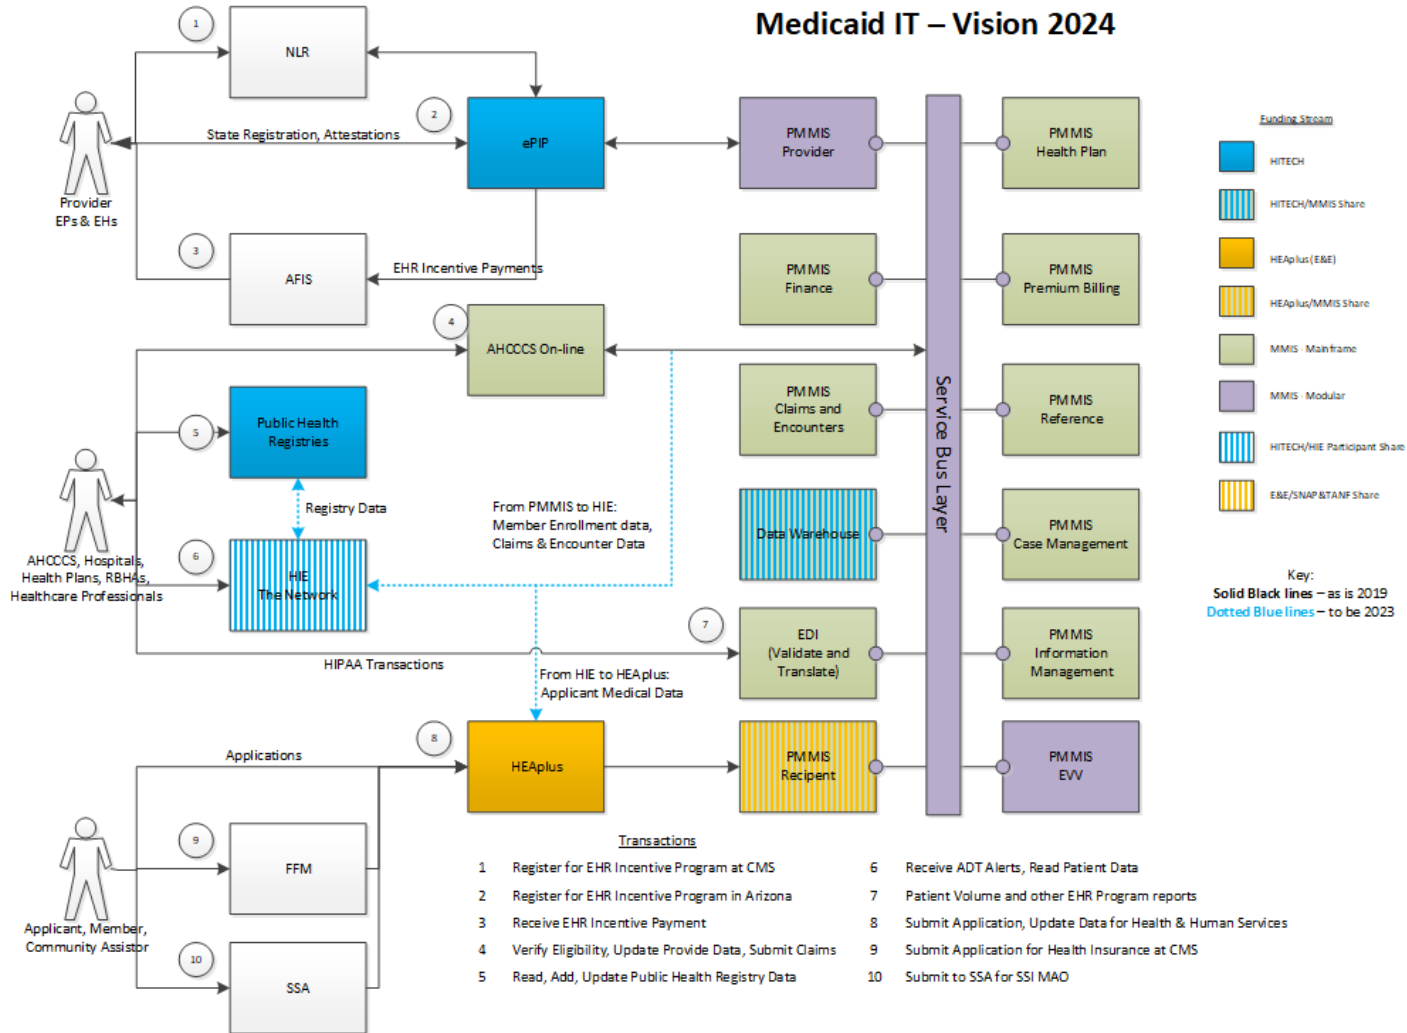 Medicaid IT – Vision 2024
1
NLR
2
State Registration, Attestations
ePIP
PMMIS
Provider
PMMIS
Health Plan
Provider
EPs & EHs
3
AFIS
EHR Incentive Payments
PMMIS
Finance
PMMIS
Premium Billing
4
AHCCCS On-line
Service Bus Layer
5
Public Health
Registries
PMMIS
Claims and
Encounters
PMMIS
Reference
Registry Data
From PMMIS to HIE:
Member Enrollment data,
Claims & Encounter Data
Data Warehouse
PMMIS
Case Management
AHCCCS, Hospitals,
Health Plans, RBHAs,
Healthcare Professionals
6
HIE
The Network
7
EDI
(Validate and
Translate)
PMMIS
Information
Management
HIPAA Transactions
From HIE to HEAplus:
Applicant Medical Data
8
Applications
HEAplus
PMMIS
Recipent
PMMIS
EVV
9
FFM
Applicant, Member,
Community Assistor
10
SSA
Funding Stream
HITECH
HITECH/MMIS Share
HEAplus (E&E)
HEAplus/MMIS Share
MMIS - Mainframe
MMIS - Modular
HITECH/HIE Participant Share
E&E/SNAP&TANF Share
Key:
Solid Black lines – as is 2019
Dotted Blue lines – to be 2023
Transactions
1 Register for EHR Incentive Program at CMS
2 Register for EHR Incentive Program in Arizona
3 Receive EHR Incentive Payment
4 Verify Eligibility, Update Provide Data, Submit Claims
5 Read, Add, Update Public Health Registry Data
6 Receive ADT Alerts, Read Patient Data
7 Patient Volume and other EHR Program reports
8 Submit Application, Update Data for Health & Human Services
9 Submit Application for Health Insurance at CMS
10 Submit to SSA for SSI MAO